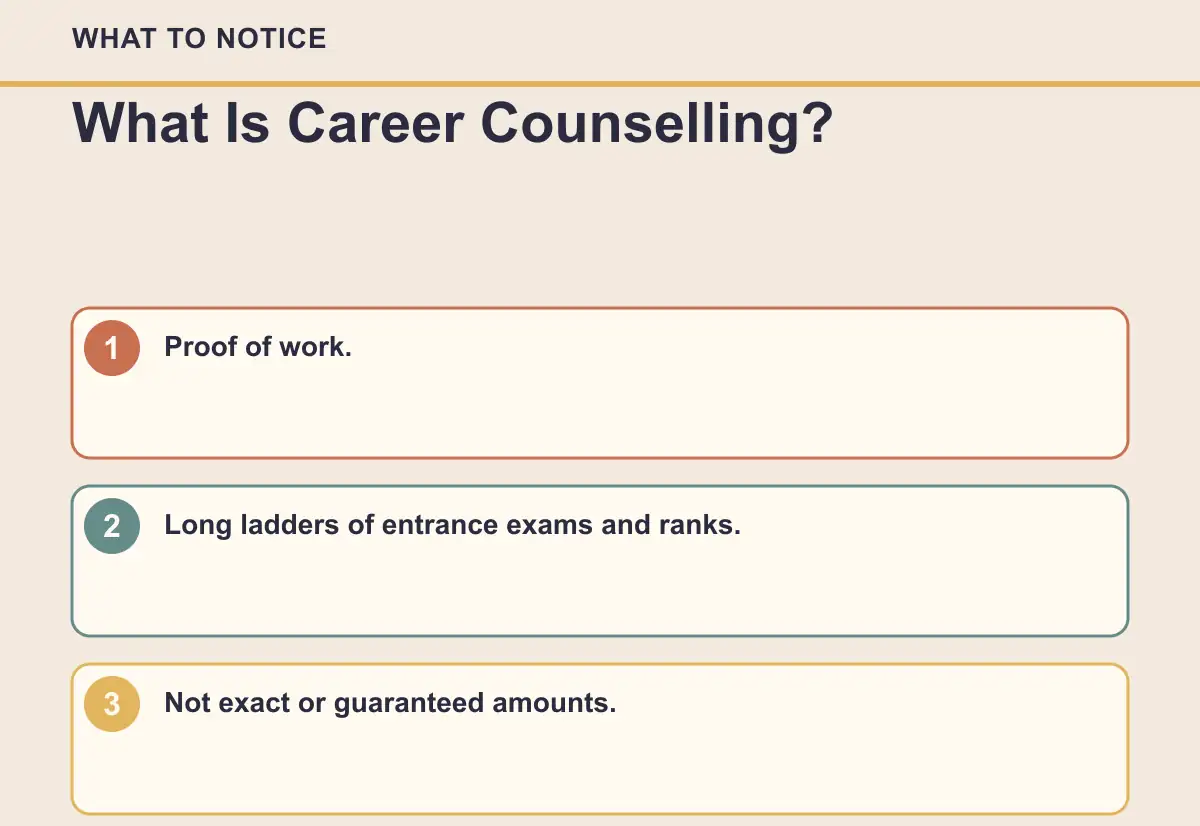 WHAT TO NOTICE
What Is Career Counselling?
1 Proof of work.
2 Long ladders of entrance exams and ranks.
3 Not exact or guaranteed amounts.